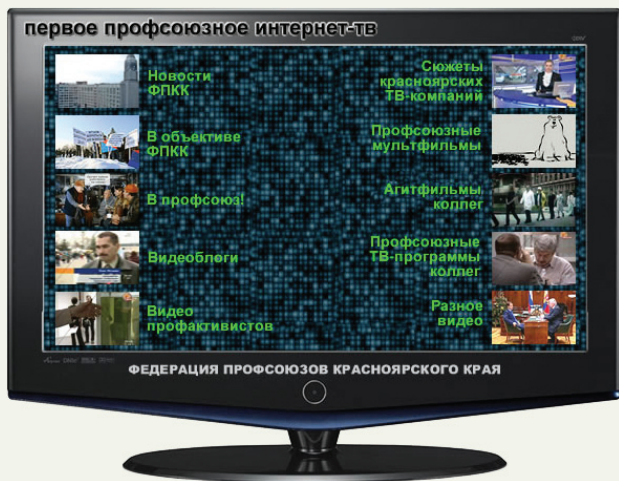 первое профсоюзное интернет-тв
Новости
ФПКК
В объективе
ФПКК
В профсоюз!
Видеоблоги
Видео
профактивистов
Сюжеты
красноярских
ТВ-компаний
Профсоюзные
мультфильмы
Агитфильмы
коллег
Профсоюзные
ТВ-программы
коллег
Разное
видео
ФЕДЕРАЦИЯ ПРОФСОЮЗОВ КРАСНОЯРСКОГО КРАЯ